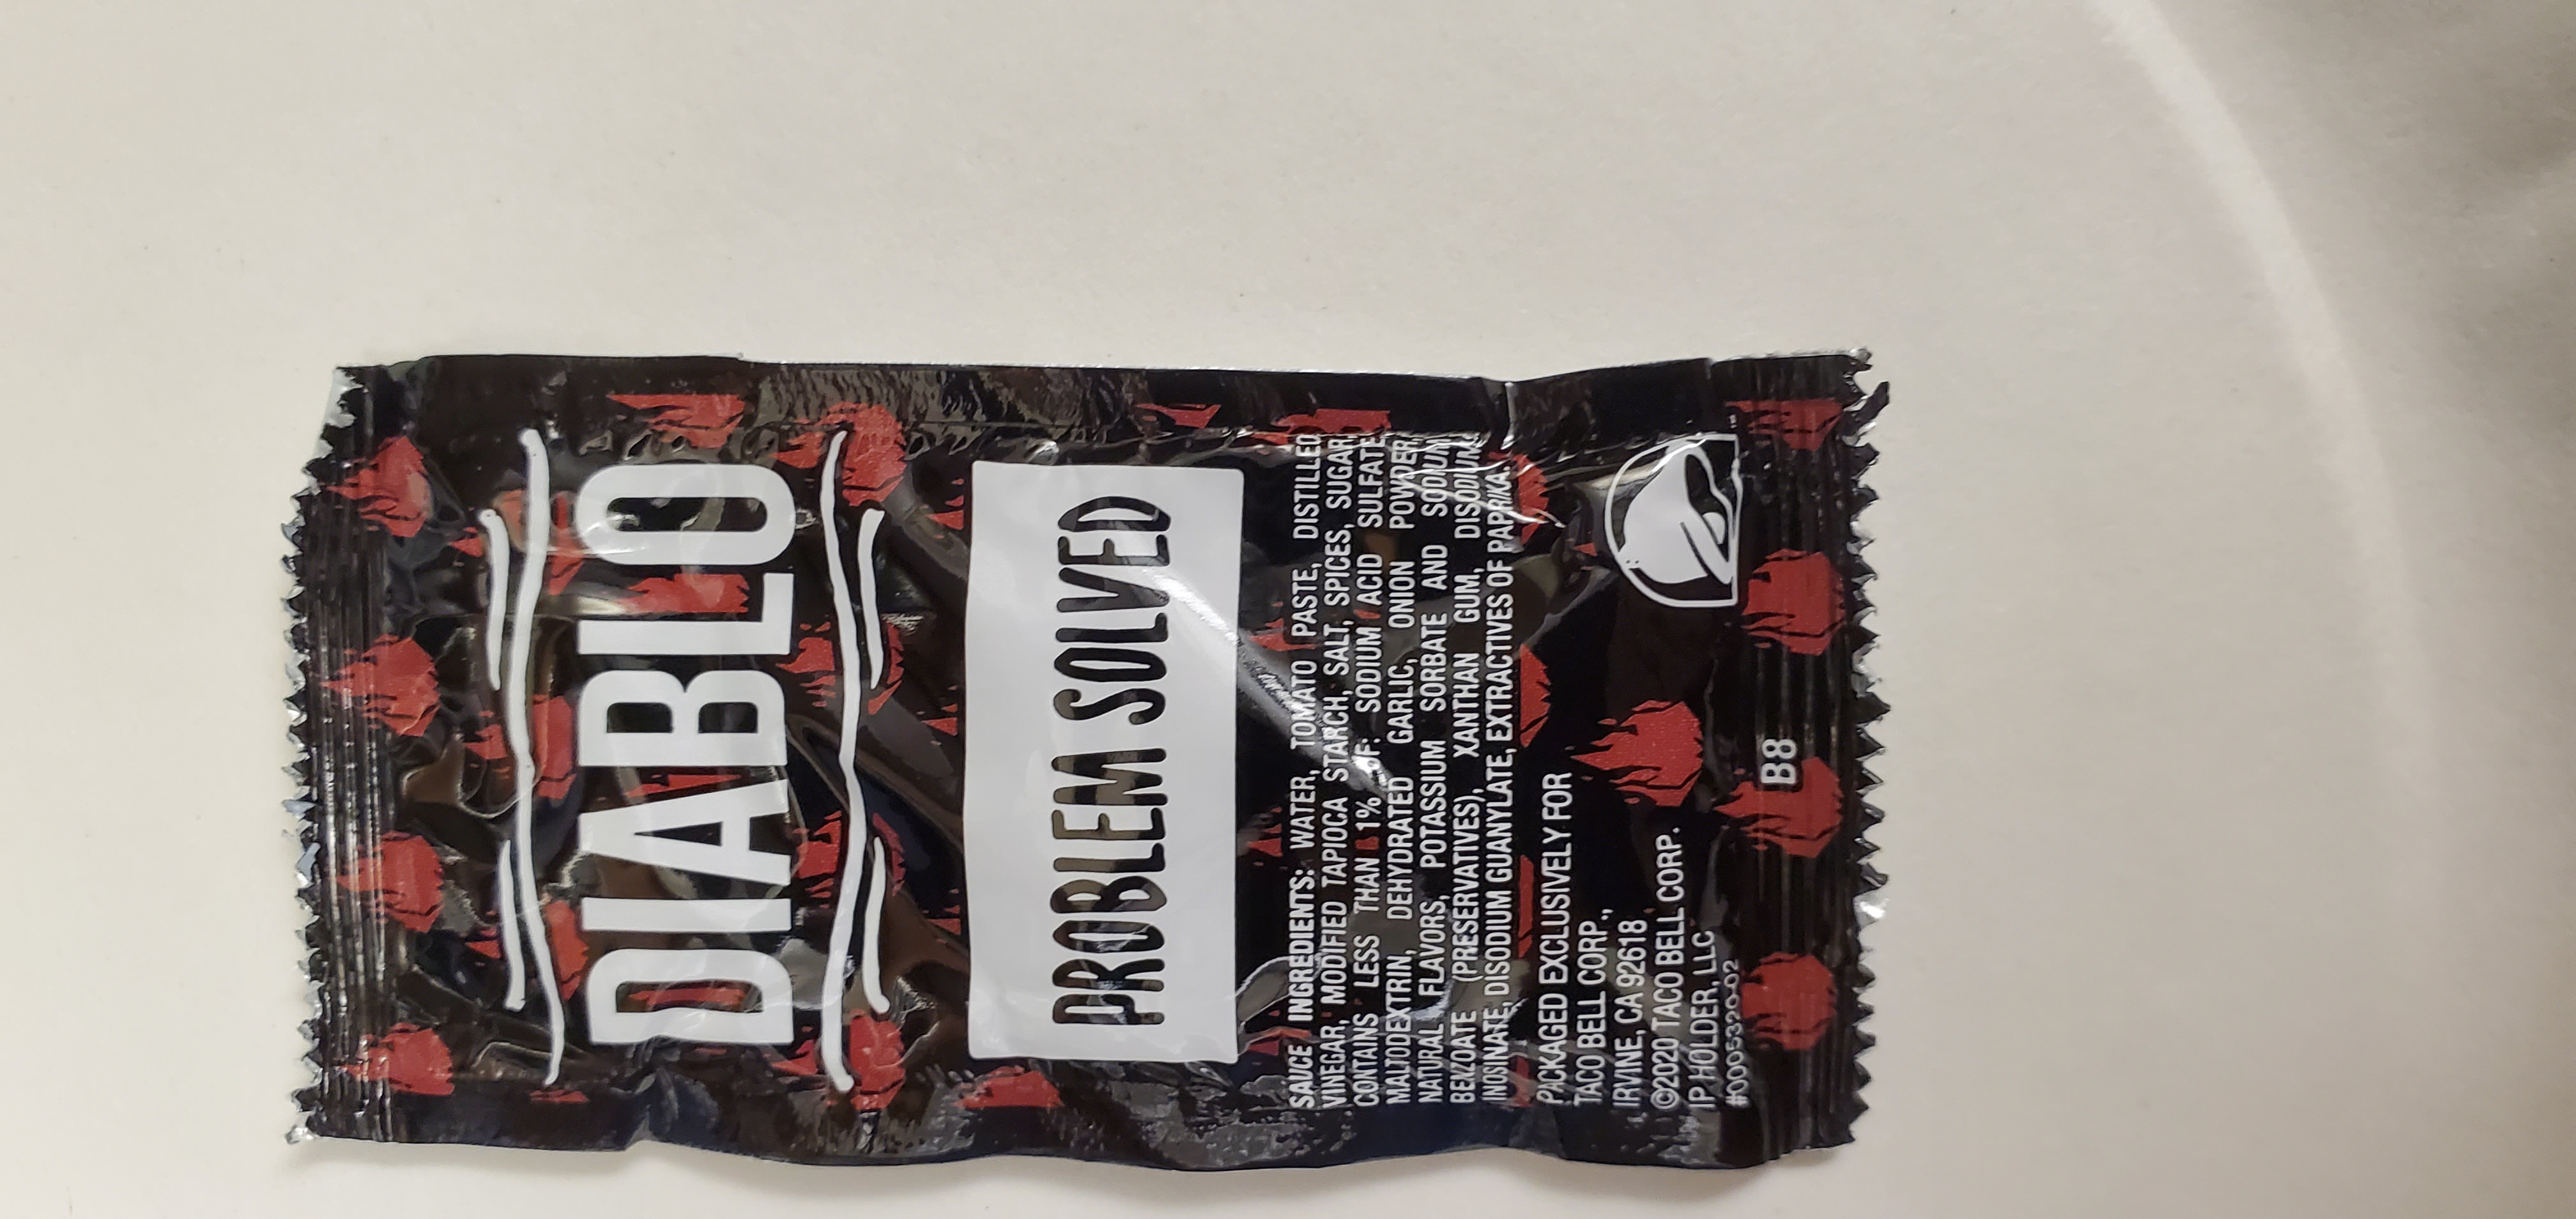 DIABLO
PROBLEM SOLVED
SAUCE INGREDIENTS: WATER, TOMATO PASTE, DISTILLED
VINEGAR, MODIFIED TAPIOCA STARCH, SALT, SPICES, SUGAR,
CONTAINS LESS THAN 1% OF: SODIUM ACID SULFATE,
MALTODEXTRIN, DEHYDRATED GARLIC, ONION POWDER,
NATURAL FLAVORS, POTASSIUM SORBATE AND SODIUM
BENZOATE (PRESERVATIVES), XANTHAN GUM, DISODIUM
INOSINATE, DISODIUM GUANYLATE, EXTRACTIVES OF PAPRIKA.
PACKAGED EXCLUSIVELY FOR
TACO BELL CORP.,
IRVINE, CA 92618
©2020 TACO BELL CORP.
IP HOLDER, LLC
#0005320-02
B8